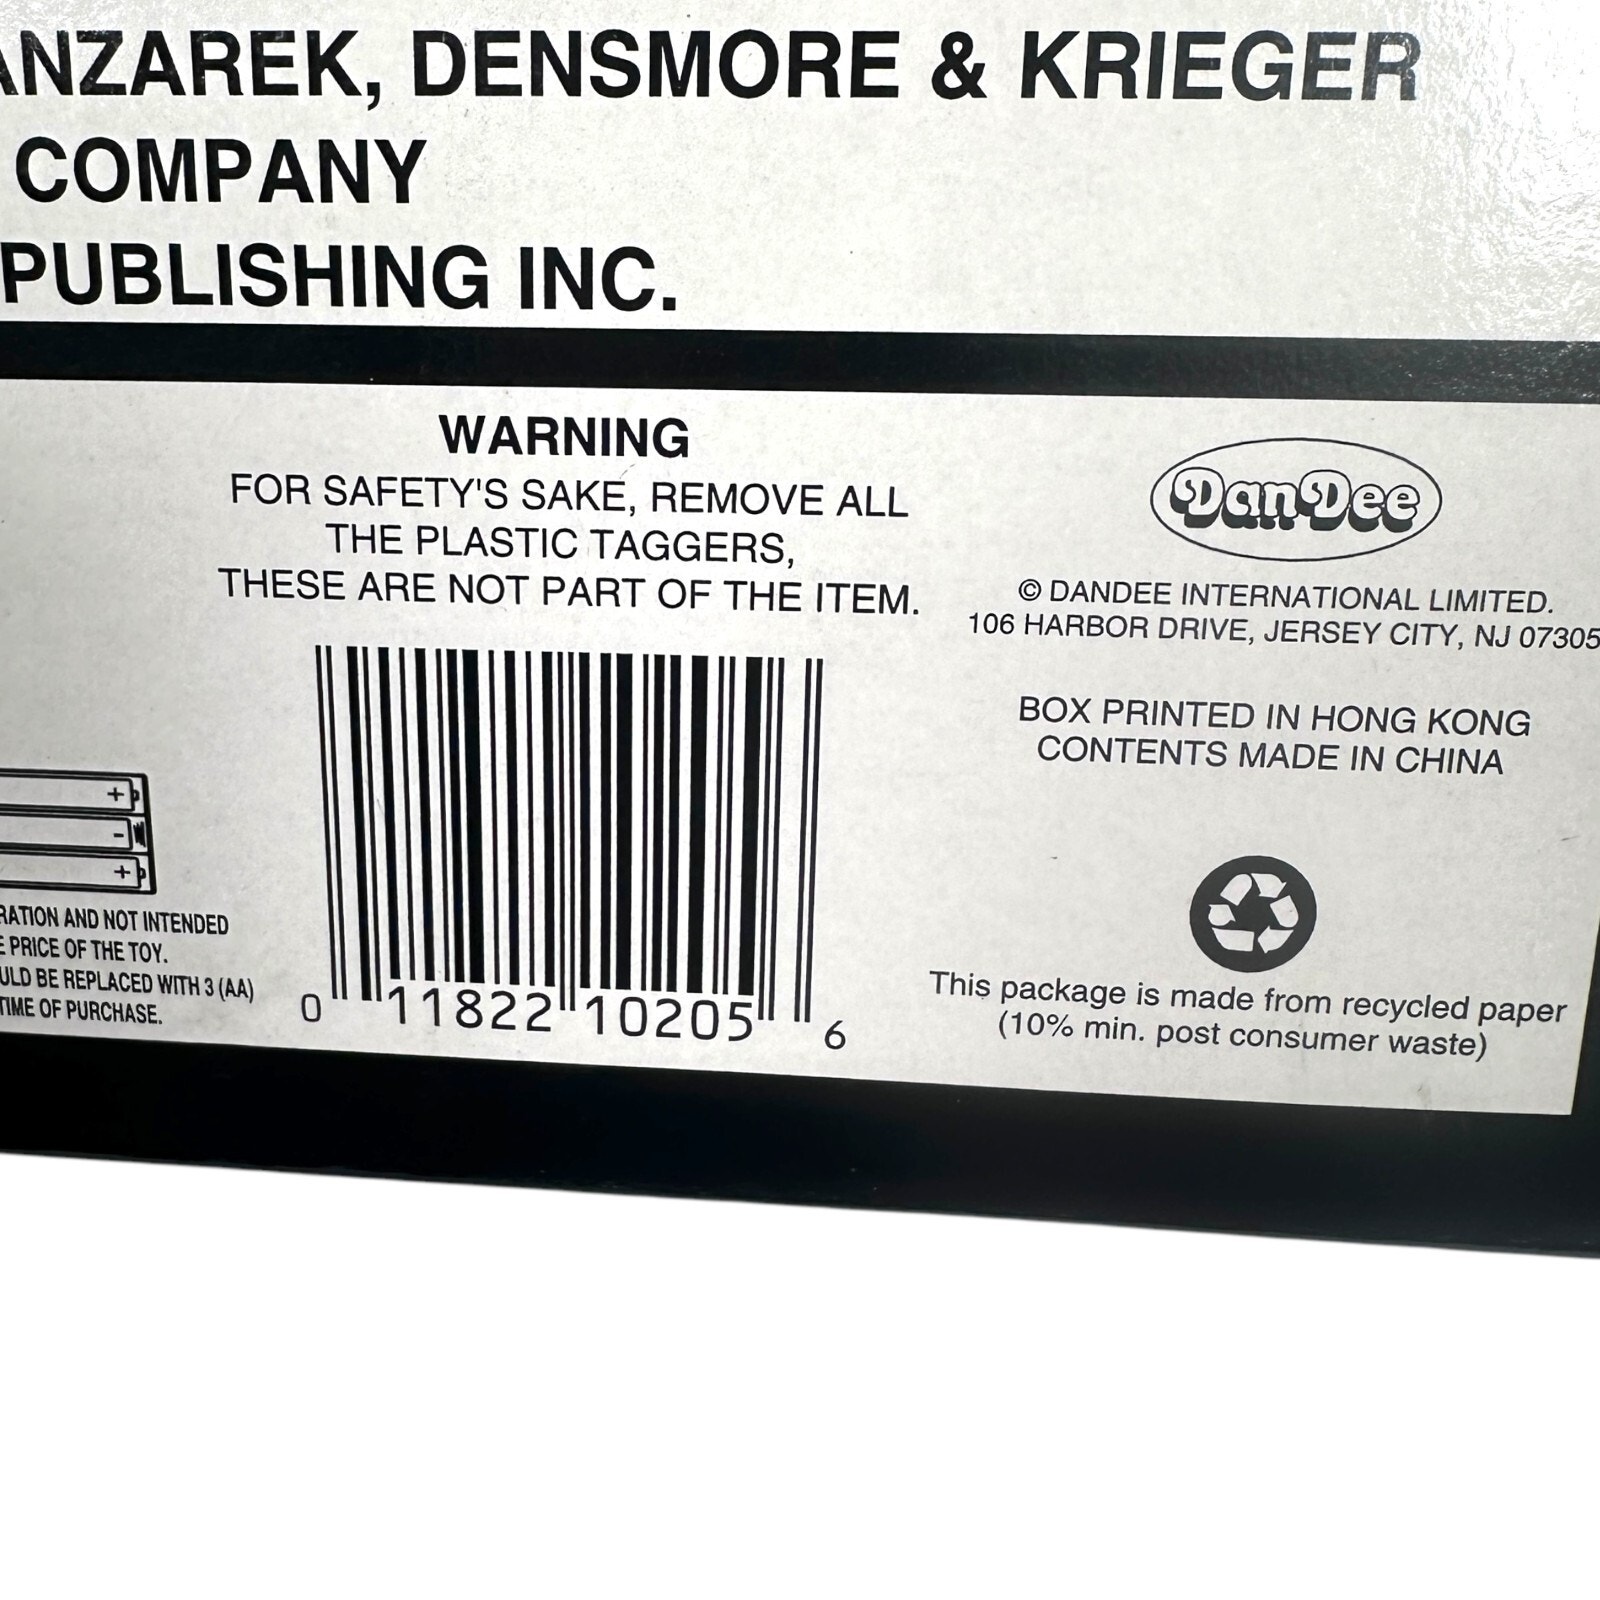 ANZAREK, DENSMORE & KRIEGER
COMPANY
PUBLISHING INC.
WARNING
FOR SAFETY'S SAKE, REMOVE ALL
THE PLASTIC TAGGERS,
THESE ARE NOT PART OF THE ITEM.
DanDee
© DANDEE INTERNATIONAL LIMITED.
106 HARBOR DRIVE, JERSEY CITY, NJ 07305
BOX PRINTED IN HONG KONG
CONTENTS MADE IN CHINA
+
-
+
RATION AND NOT INTENDED
E PRICE OF THE TOY.
ULD BE REPLACED WITH 3 (AA)
TIME OF PURCHASE.
0 11822 10205 6
This package is made from recycled paper
(10% min. post consumer waste)